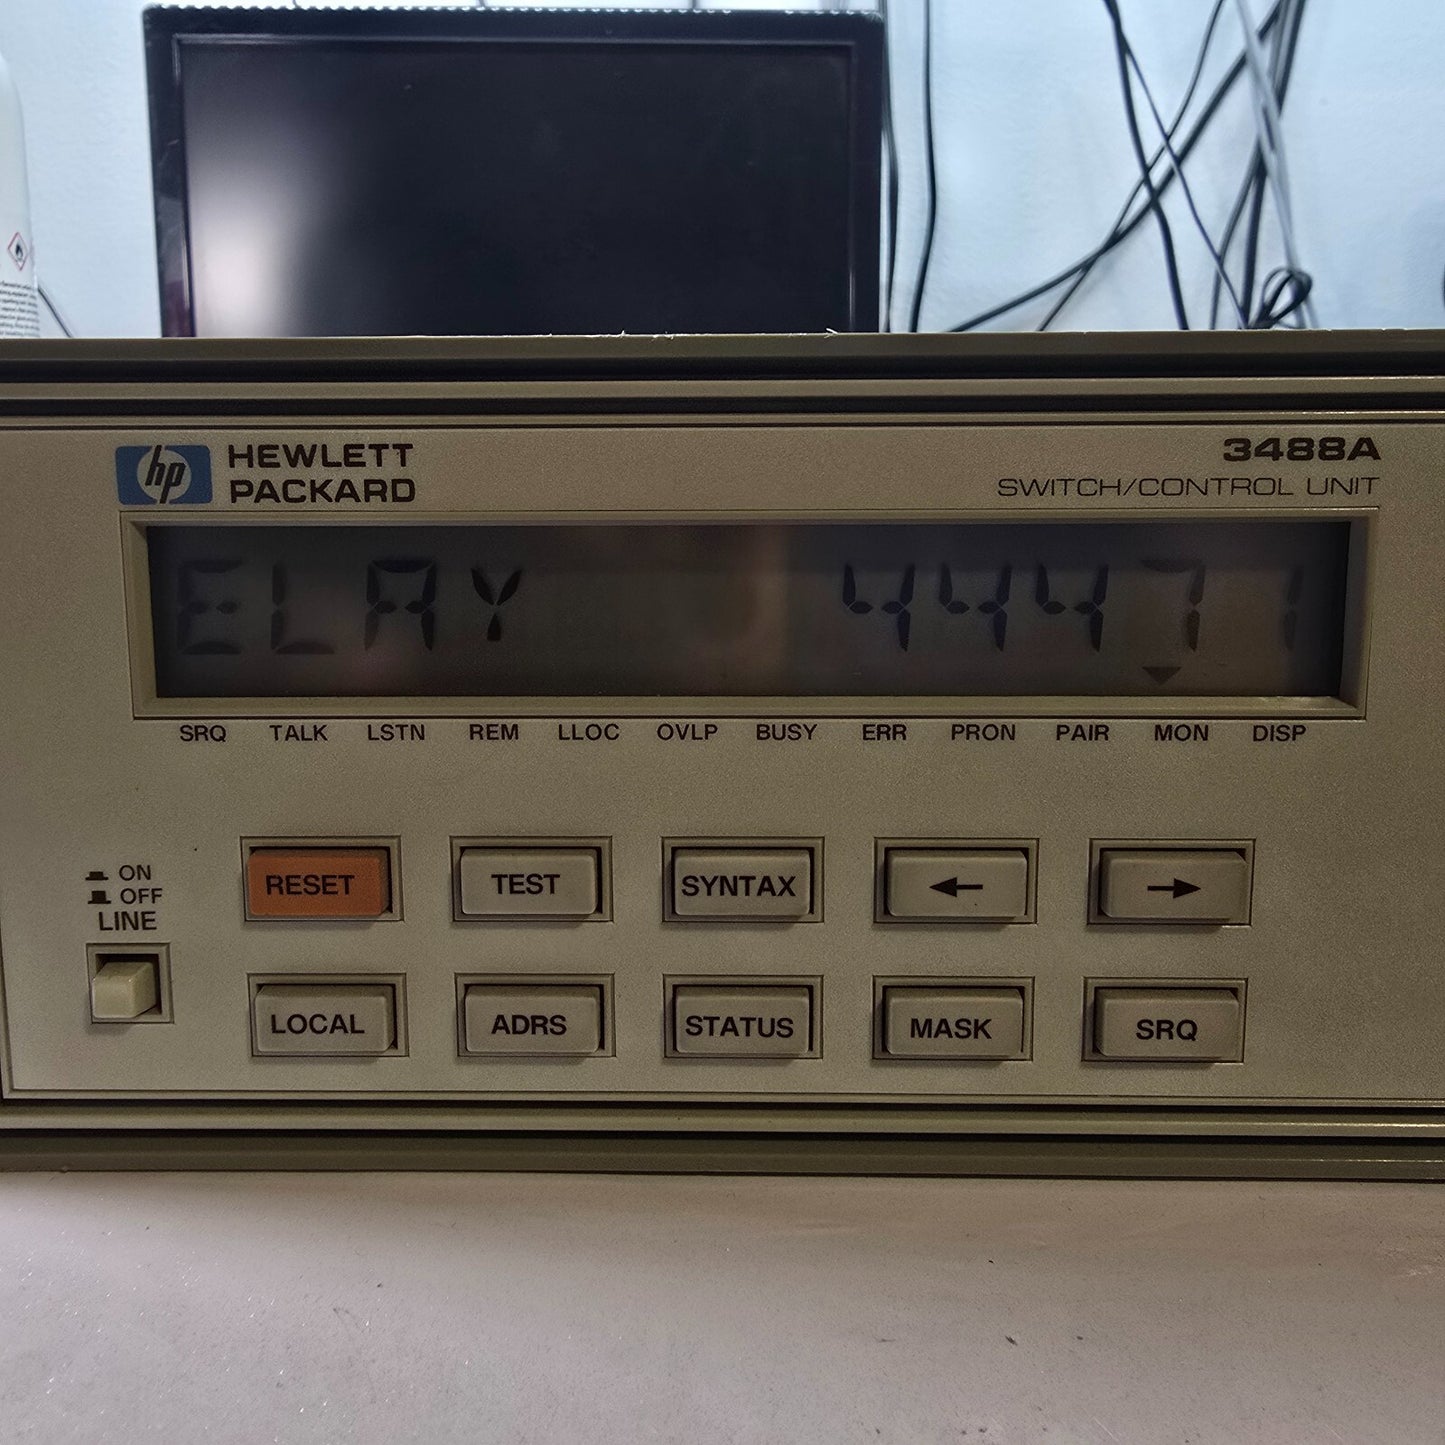 hp HEWLETT
PACKARD
3488A
SWITCH/CONTROL UNIT
ELAY 44471
SRQ TALK LSTN REM LLOC OVLP BUSY ERR PRON PAIR MON DISP
ON
OFF
LINE
RESET TEST SYNTAX ← →
LOCAL ADRS STATUS MASK SRQ